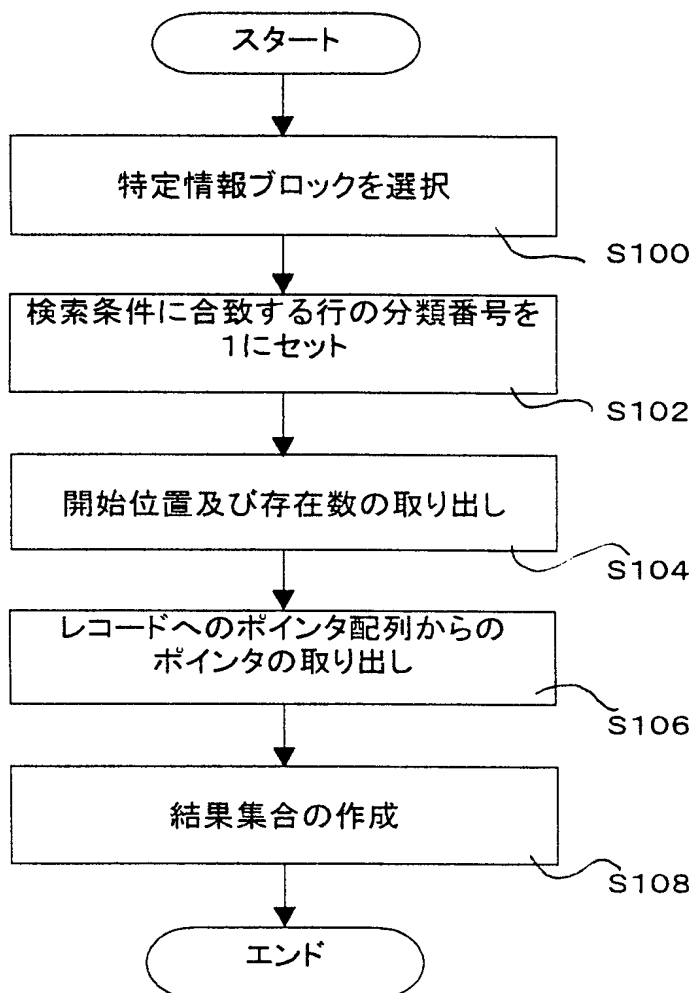 スタート
特定情報ブロックを選択
S100
検索条件に合致する行の分類番号を
1にセット
S102
開始位置及び存在数の取り出し
S104
レコードへのポインタ配列からの
ポインタの取り出し
S106
結果集合の作成
S108
エンド